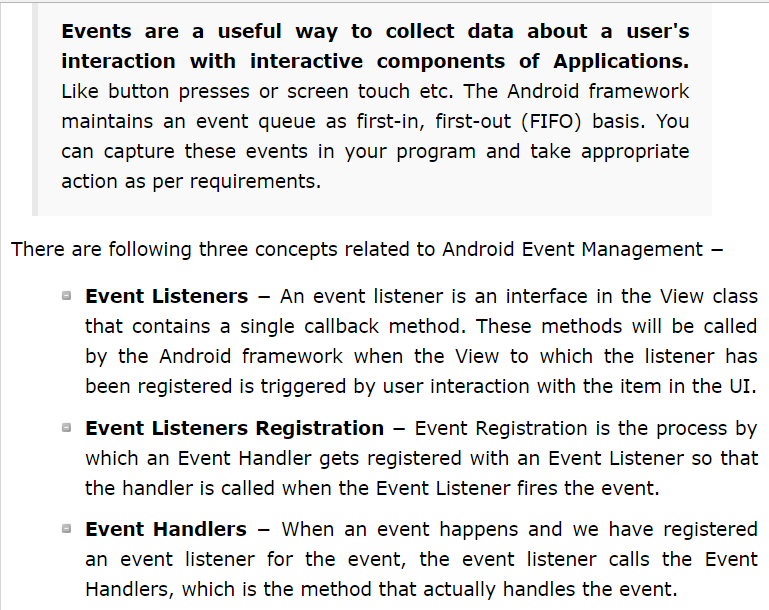 Events are a useful way to collect data about a user's
interaction with interactive components of Applications.
Like button presses or screen touch etc. The Android framework
maintains an event queue as first-in, first-out (FIFO) basis. You
can capture these events in your program and take appropriate
action as per requirements.
There are following three concepts related to Android Event Management −
Event Listeners − An event listener is an interface in the View class
that contains a single callback method. These methods will be called
by the Android framework when the View to which the listener has
been registered is triggered by user interaction with the item in the UI.
Event Listeners Registration − Event Registration is the process by
which an Event Handler gets registered with an Event Listener so that
the handler is called when the Event Listener fires the event.
Event Handlers − When an event happens and we have registered
an event listener for the event, the event listener calls the Event
Handlers, which is the method that actually handles the event.